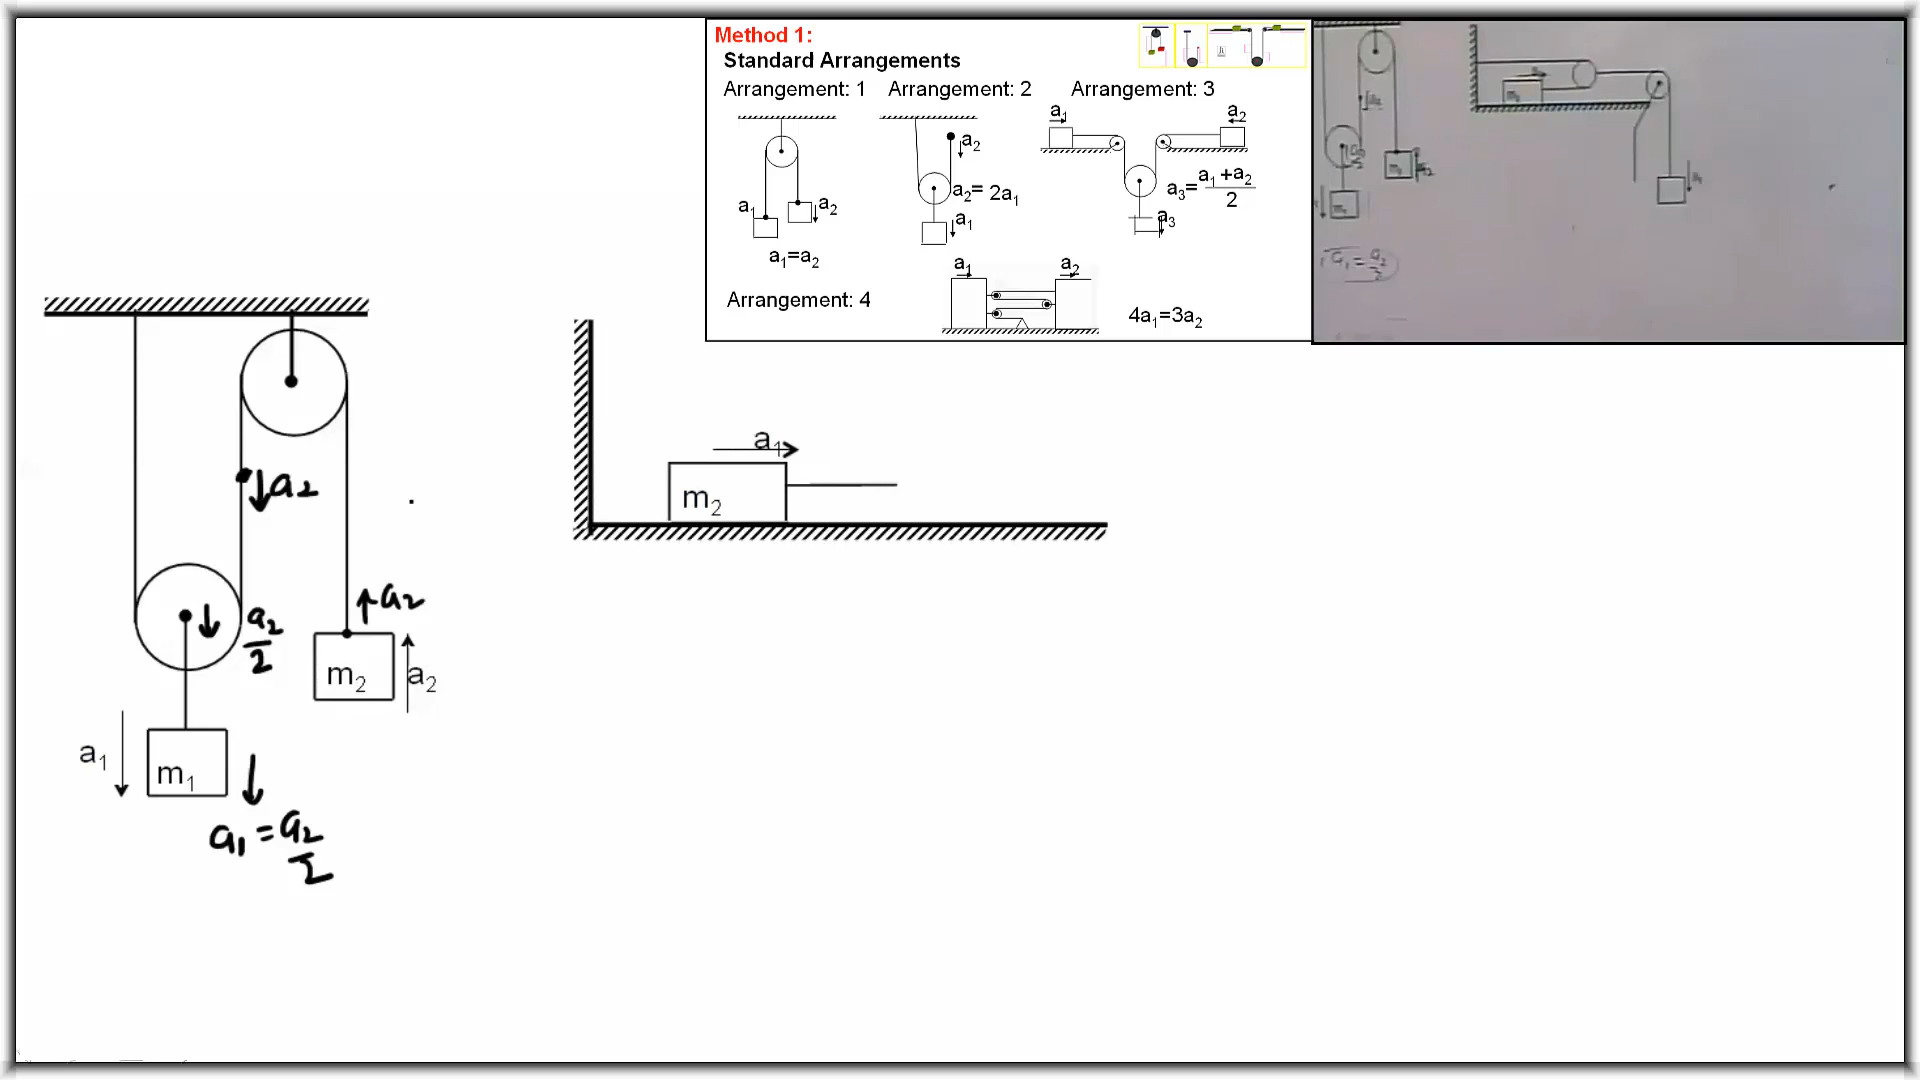 Method 1:
Standard Arrangements
Arrangement: 1 Arrangement: 2 Arrangement: 3
a₁ a₂
a₁=a₂
a₂
a₂= 2a₁
a₁
a₁ a₂
a₃= a₁ +a₂ / 2
a₃
Arrangement: 4
a₁ a₂
4a₁=3a₂
a₂
a₂/2
a₂
m₂ a₂
a₁ m₁
a₁ = a₂/2
a₁
m₂